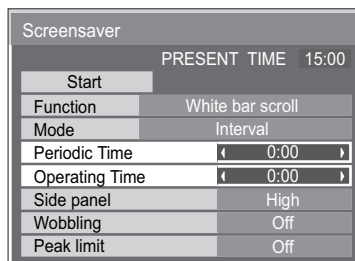 Screensaver
PRESENT TIME 15:00
Start
Function White bar scroll
Mode Interval
Periodic Time 0:00
Operating Time 0:00
Side panel High
Wobbling Off
Peak limit Off